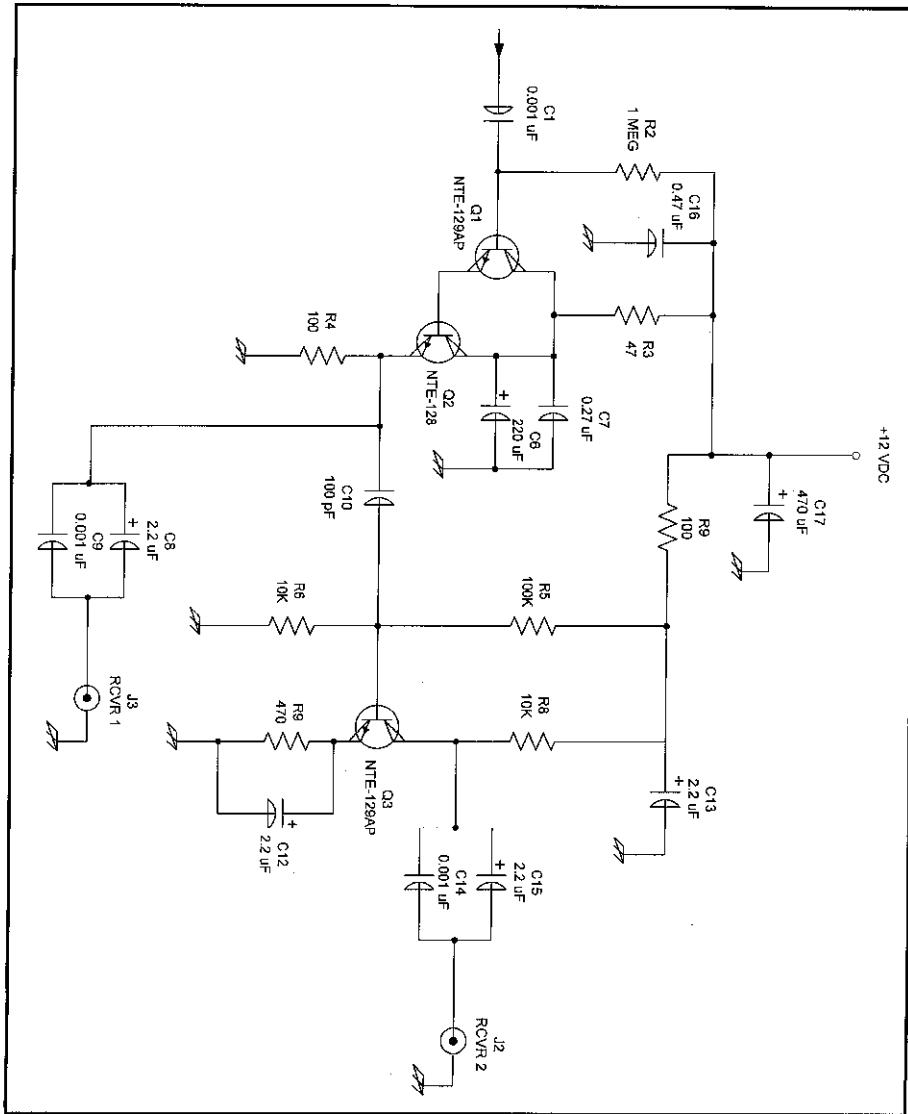 +12 VDC
C17
+
470 uF
C16
0.47 uF
R2
1 MEG
C13
+
2.2 uF
R9
100
R3
47
C7
0.27 uF
C1
0.001 uF
R5
100K
R8
10K
C6
+
220 uF
C15
+
2.2 uF
J2
RCVR 2
Q1
NTE-129AP
C14
0.001 uF
Q2
NTE-128
Q3
NTE-129AP
C10
100 pF
R4
100
R6
10K
R9
470
C12
+
2.2 uF
C8
+
2.2 uF
C9
0.001 uF
J3
RCVR 1